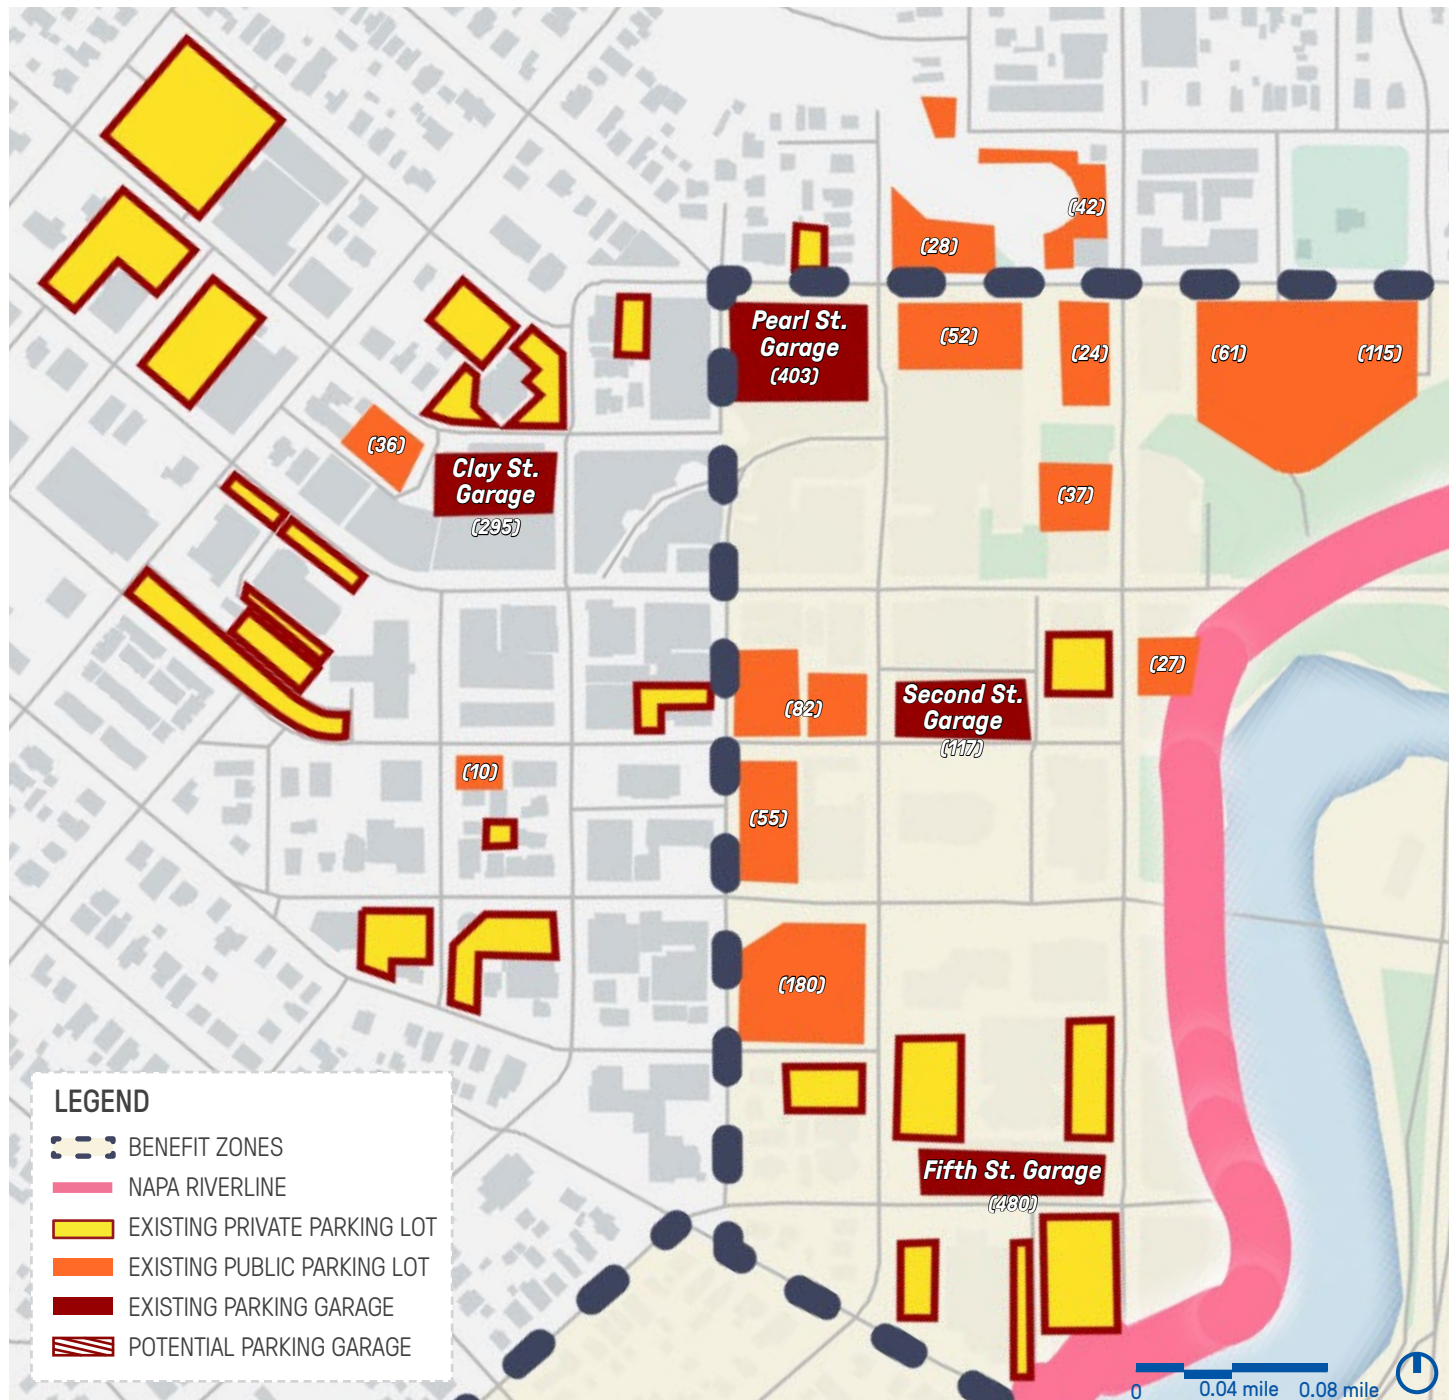 (42)
(28)
Pearl St.
Garage
(403)
(52)
(24)
(61)
(115)
(36)
Clay St.
Garage
(295)
(37)
(27)
(82)
Second St.
Garage
(117)
(10)
(55)
(180)
Fifth St. Garage
(480)
LEGEND
BENEFIT ZONES
NAPA RIVERLINE
EXISTING PRIVATE PARKING LOT
EXISTING PUBLIC PARKING LOT
EXISTING PARKING GARAGE
POTENTIAL PARKING GARAGE
0 0.04 mile 0.08 mile